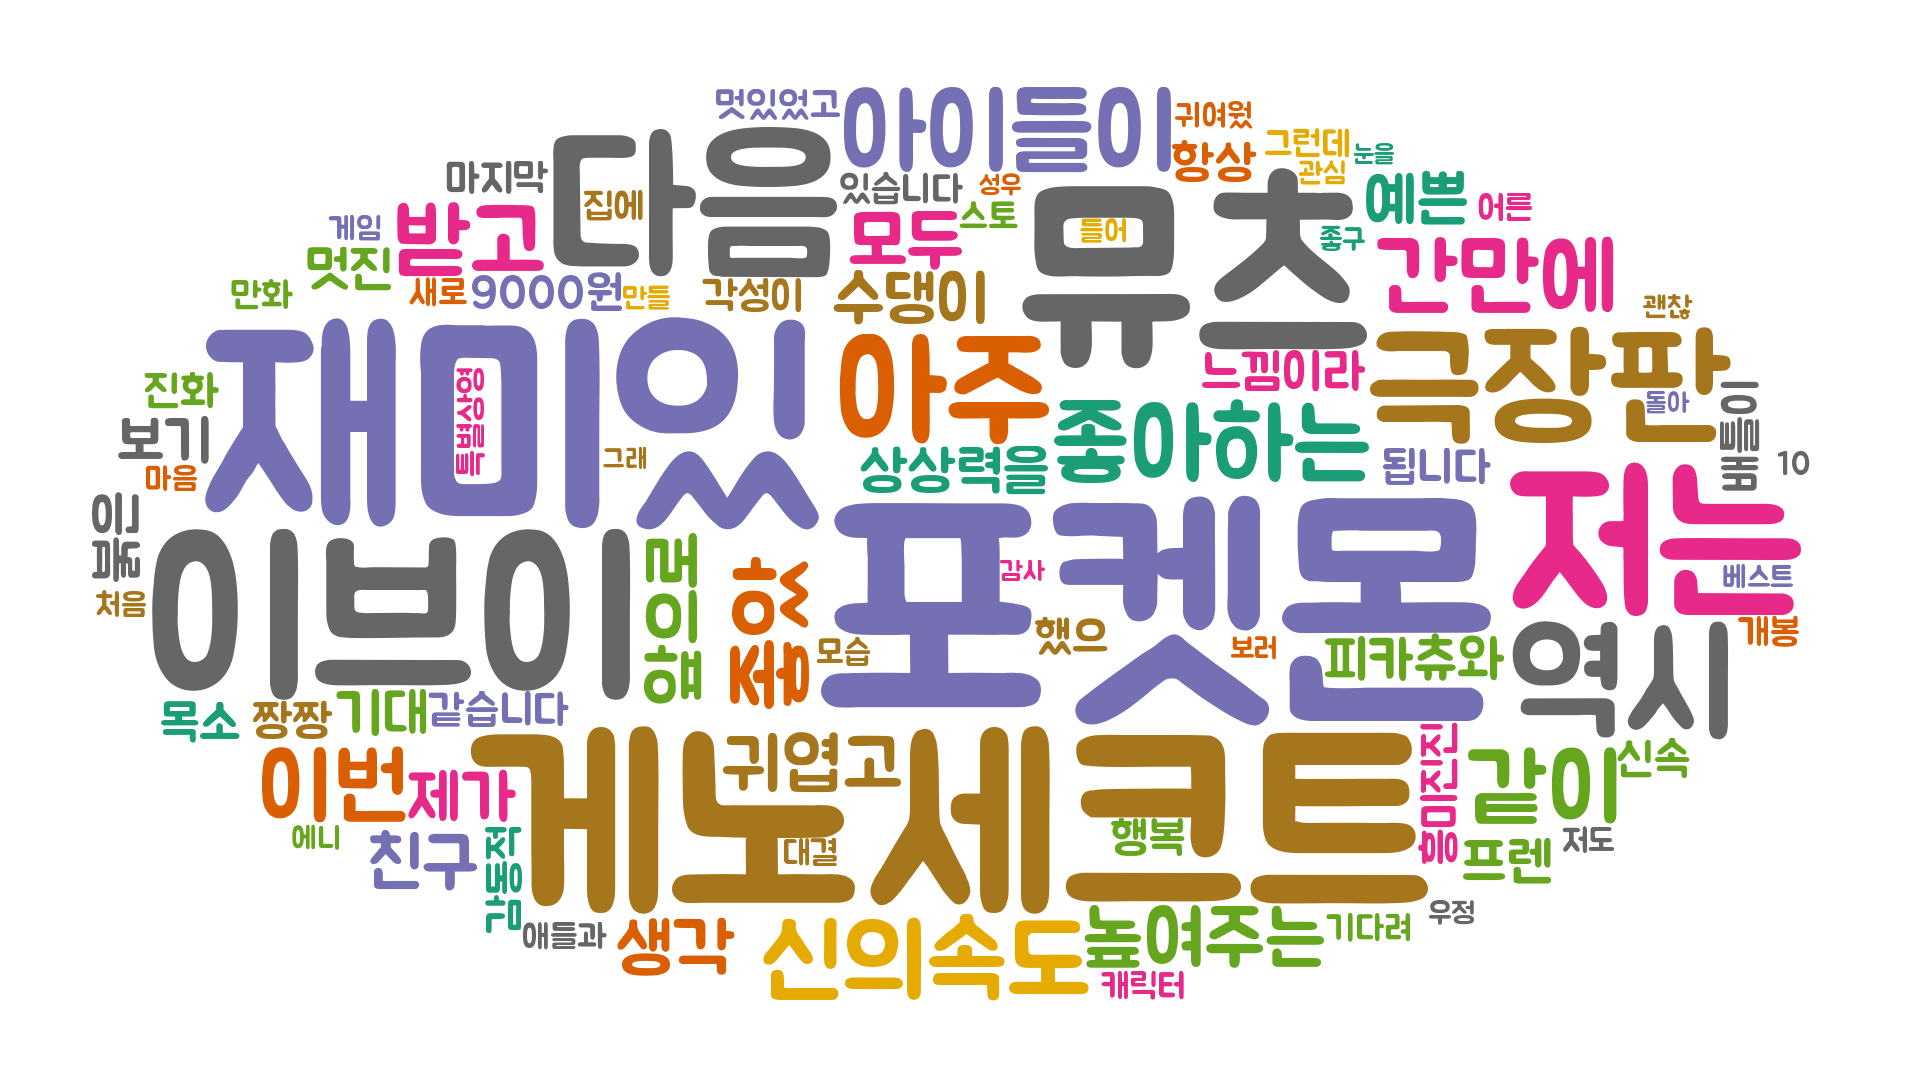 멋있었고
아이들이
귀여웠
항상
그런데
눈을
관심
마지막
다음
집에
있습니다
성우
스토
뮤츠
들어
예쁜
어른
게임
받고
모두
좋구
간만에
멋진
만화
새로
9000원
만들
각성이
수댕이
괜찮
재미있
특별상영
아주
느낌이라
극장판
진화
좋아하는
돌아
이틀뒤
보기
마음
그래
상상력을
됩니다
10
저는
포켓몬
처음
이브이
감사
베스트
했으
보러
피카츄와
역시
개봉
모습
목소
짱짱
기대
같습니다
게노세크트
귀엽고
이번
제가
흥미진진
같이
신속
에니
친구
감동적
대결
행복
프렌
저도
애들과
생각
신의속도
높여주는
기다려
우정
캐릭터